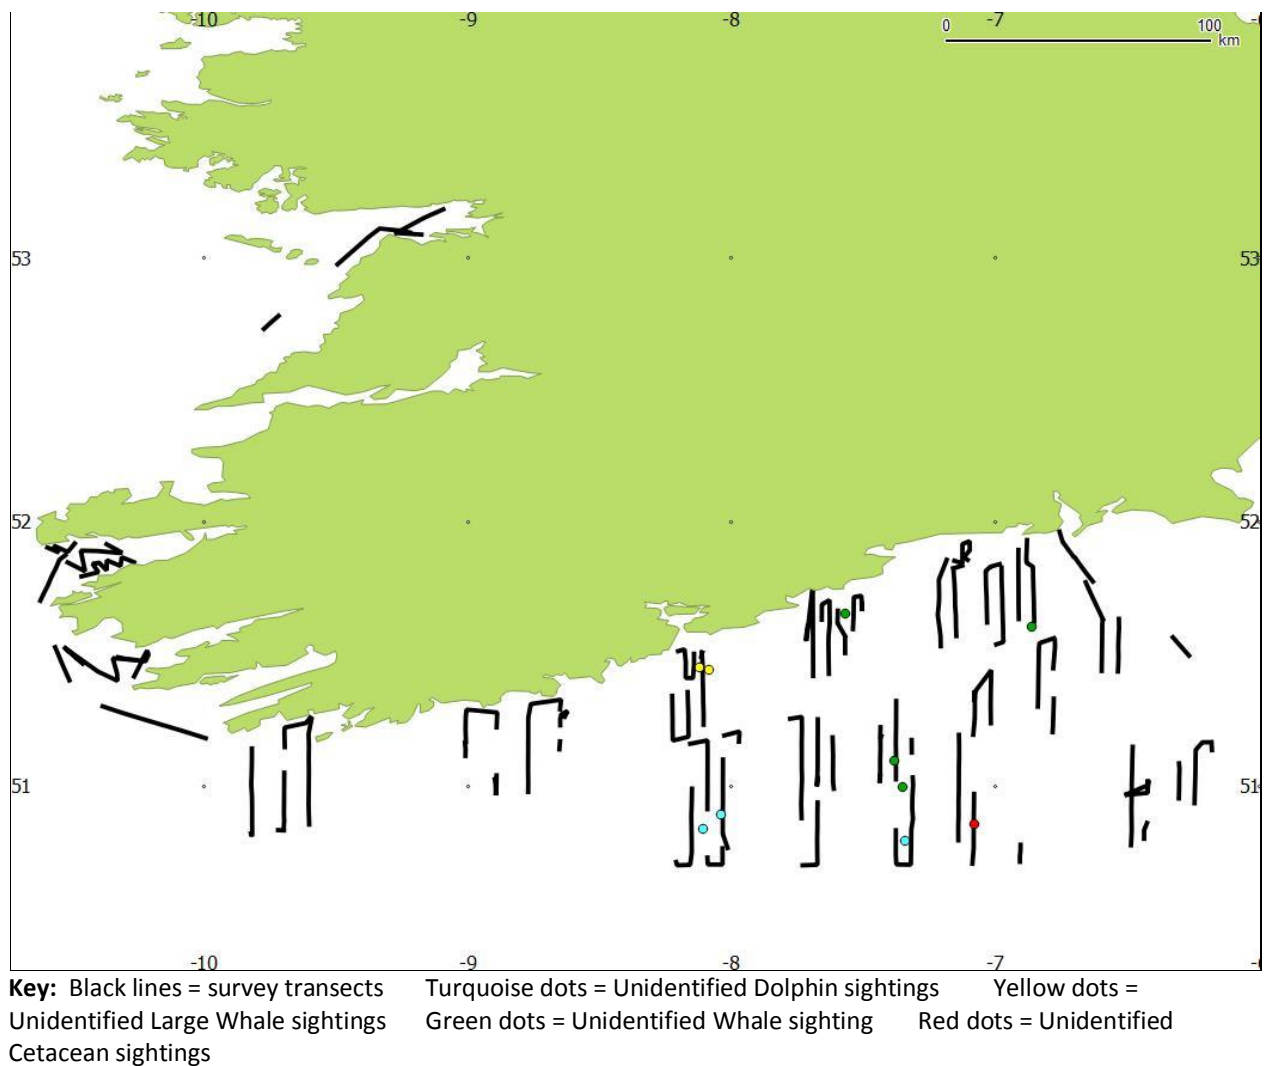 -10 -9 -8 -7 -6
0 100
km
53 53
52 52
51 51
-10 -9 -8 -7 -6
Key: Black lines = survey transects Turquoise dots = Unidentified Dolphin sightings Yellow dots =
Unidentified Large Whale sightings Green dots = Unidentified Whale sighting Red dots = Unidentified
Cetacean sightings